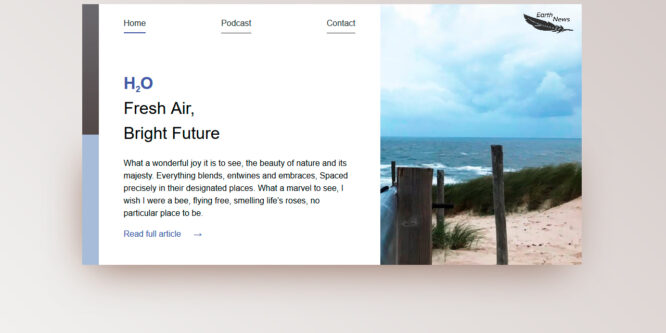 Home
Podcast
Contact
Earth
News
H₂O
Fresh Air,
Bright Future
What a wonderful joy it is to see, the beauty of nature and its
majesty. Everything blends, entwines and embraces, Spaced
precisely in their designated places. What a marvel to see, I
wish I were a bee, flying free, smelling life's roses, no
particular place to be.
Read full article →